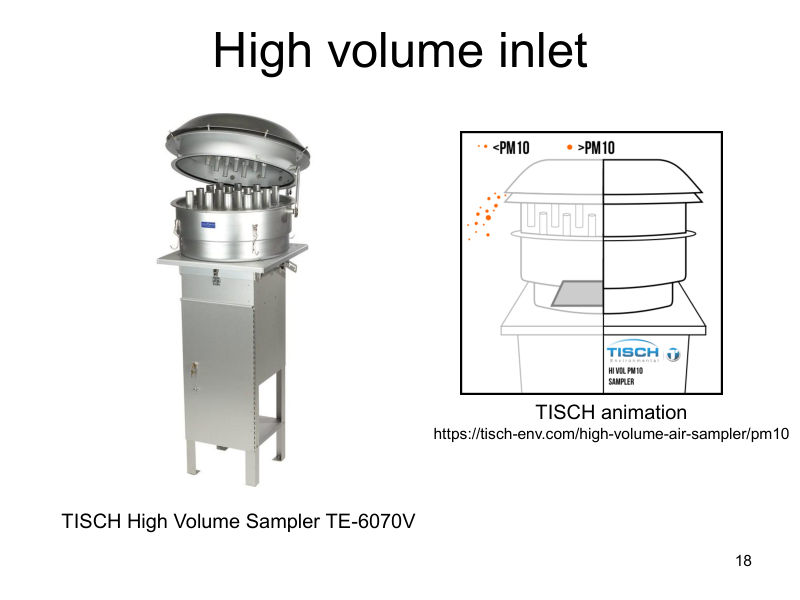 High volume inlet
<PM10
>PM10
TISCH
Environmental
HI VOL PM10
SAMPLER
TISCH animation
https://tisch-env.com/high-volume-air-sampler/pm10
TISCH High Volume Sampler TE-6070V
18